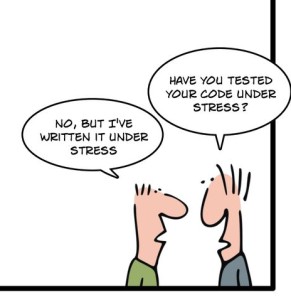 HAVE YOU TESTED
YOUR CODE UNDER
STRESS?
NO, BUT I'VE
WRITTEN IT UNDER
STRESS